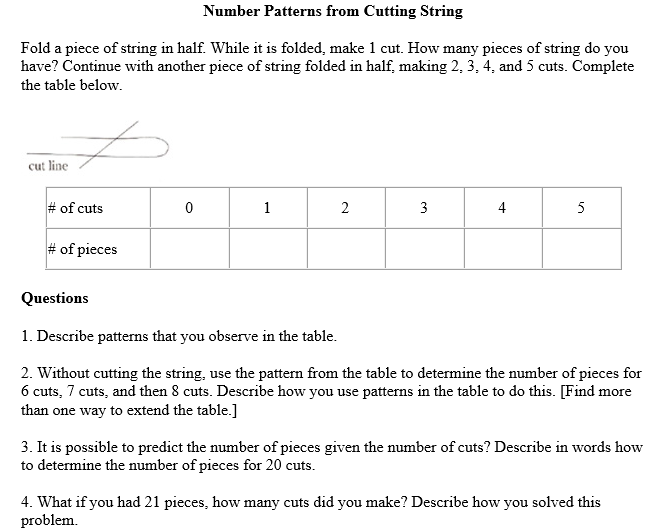 Number Patterns from Cutting String
Fold a piece of string in half. While it is folded, make 1 cut. How many pieces of string do you
have? Continue with another piece of string folded in half, making 2, 3, 4, and 5 cuts. Complete
the table below.
cut line
# of cuts 0 1 2 3 4 5
# of pieces
Questions
1. Describe patterns that you observe in the table.
2. Without cutting the string, use the pattern from the table to determine the number of pieces for
6 cuts, 7 cuts, and then 8 cuts. Describe how you use patterns in the table to do this. [Find more
than one way to extend the table.]
3. It is possible to predict the number of pieces given the number of cuts? Describe in words how
to determine the number of pieces for 20 cuts.
4. What if you had 21 pieces, how many cuts did you make? Describe how you solved this
problem.